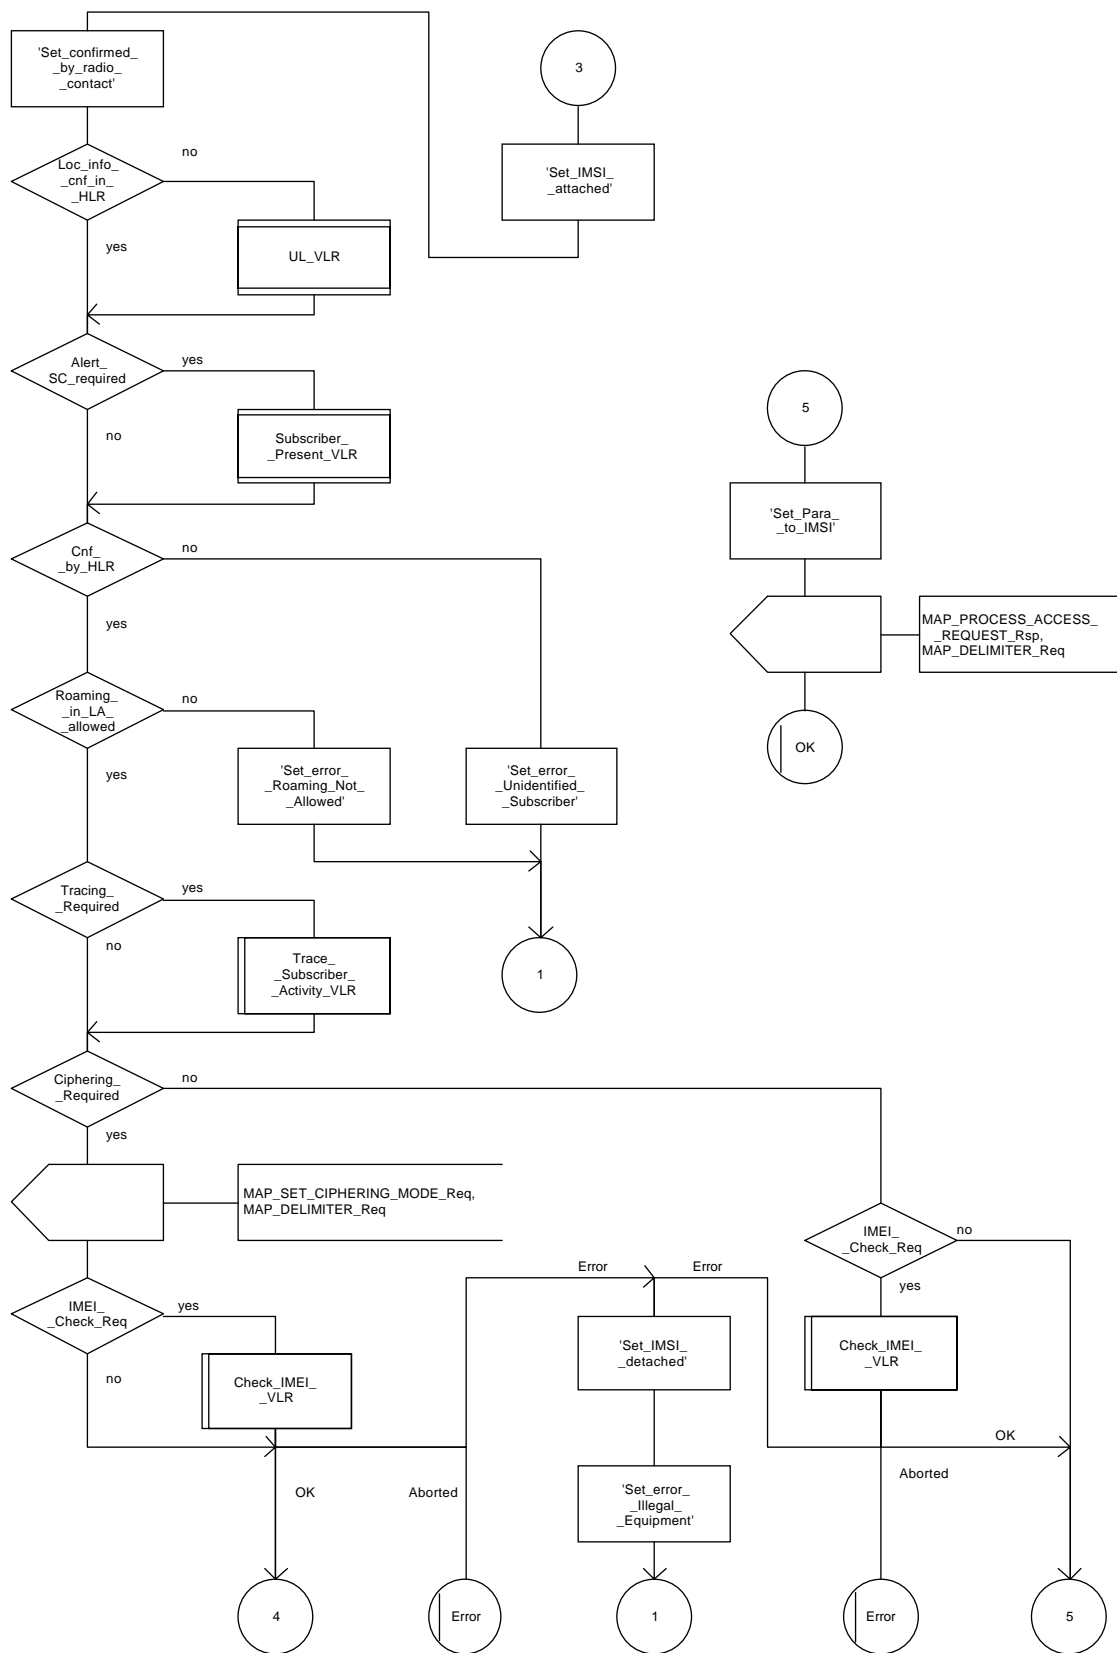 'Set_confirmed_
_by_radio_
_contact'
3
Loc_info_
_cnf_in_
_HLR
no
'Set_IMSI_
_attached'
yes
UL_VLR
Alert_
SC_required
yes
5
no
Subscriber_
_Present_VLR
'Set_Para_
_to_IMSI'
Cnf_
_by_HLR
no
yes
MAP_PROCESS_ACCESS_
_REQUEST_Rsp,
MAP_DELIMITER_Req
Roaming_
_in_LA_
_allowed
no
OK
yes
'Set_error_
_Roaming_Not_
_Allowed'
'Set_error_
_Unidentified_
_Subscriber'
Tracing_
_Required
yes
no
Trace_
_Subscriber_
_Activity_VLR
1
Ciphering_
_Required
no
yes
MAP_SET_CIPHERING_MODE_Req,
MAP_DELIMITER_Req
IMEI_
_Check_Req
no
Error
Error
yes
IMEI_
_Check_Req
yes
'Set_IMSI_
_detached'
Check_IMEI_
_VLR
no
Check_IMEI_
_VLR
OK
Aborted
OK
Aborted
'Set_error_
_Illegal_
_Equipment'
4
Error
1
Error
5